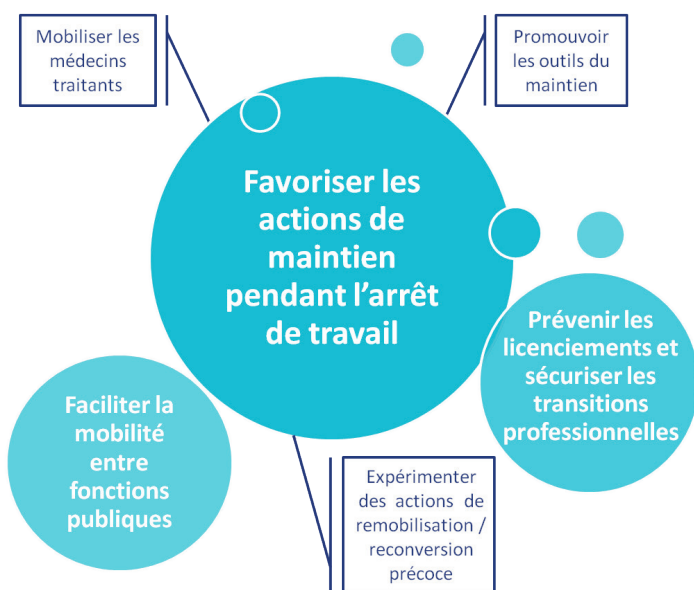 Mobiliser les
médecins
traitants
Promouvoir
les outils du
maintien
Favoriser les
actions de
maintien
pendant l’arrêt
de travail
Prévenir les
licenciements et
sécuriser les
transitions
professionnelles
Faciliter la
mobilité
entre
fonctions
publiques
Expérimenter
des actions de
remobilisation /
reconversion
précoce